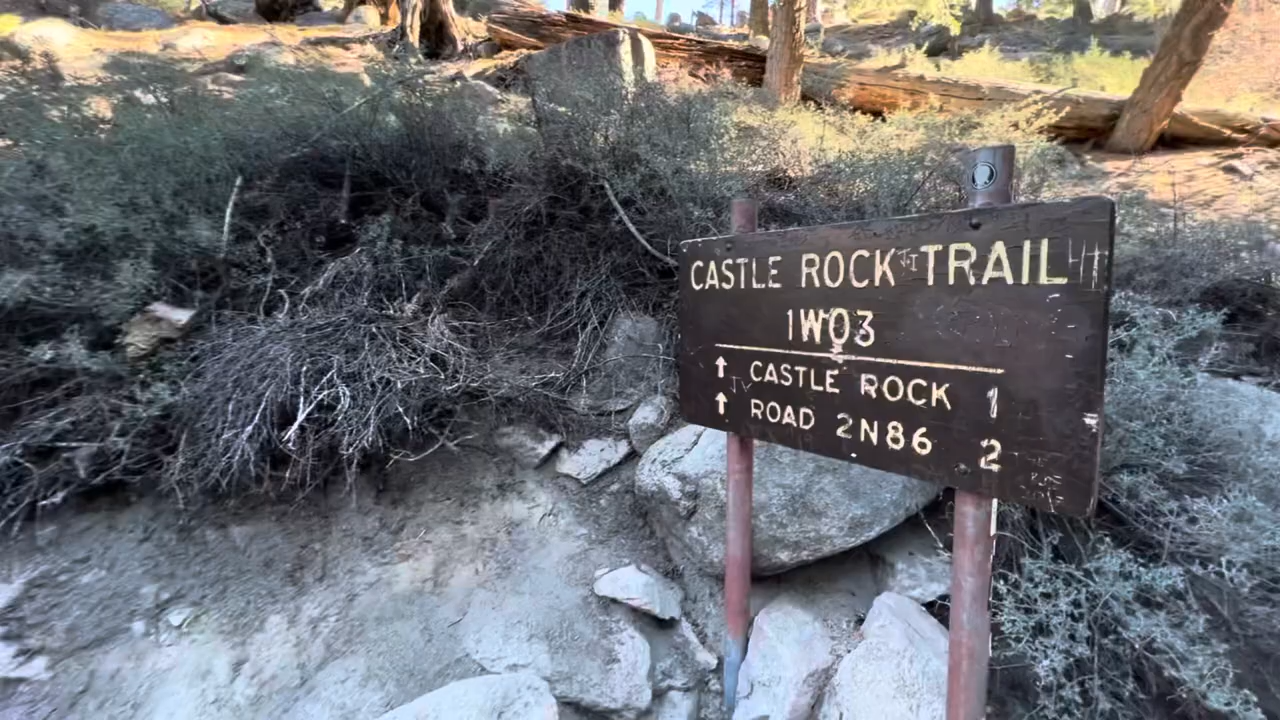 CASTLE ROCK TRAIL
1W03
↑ CASTLE ROCK 1
↑ ROAD 2N86 2